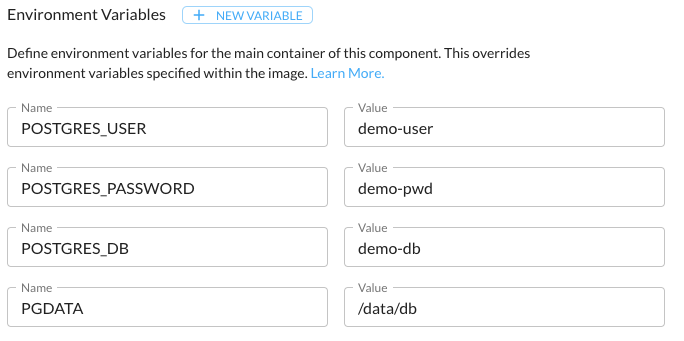 Environment Variables + NEW VARIABLE
Define environment variables for the main container of this component. This overrides
environment variables specified within the image. Learn More.
Name Value
POSTGRES_USER demo-user
Name Value
POSTGRES_PASSWORD demo-pwd
Name Value
POSTGRES_DB demo-db
Name Value
PGDATA /data/db